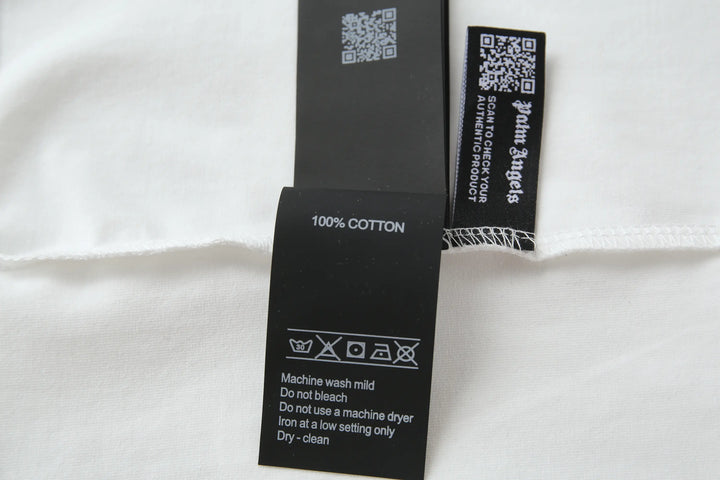 Palm Angels
SCAN TO CHECK YOUR
AUTHENTIC PRODUCT
100% COTTON
30
Machine wash mild
Do not bleach
Do not use a machine dryer
Iron at a low setting only
Dry - clean